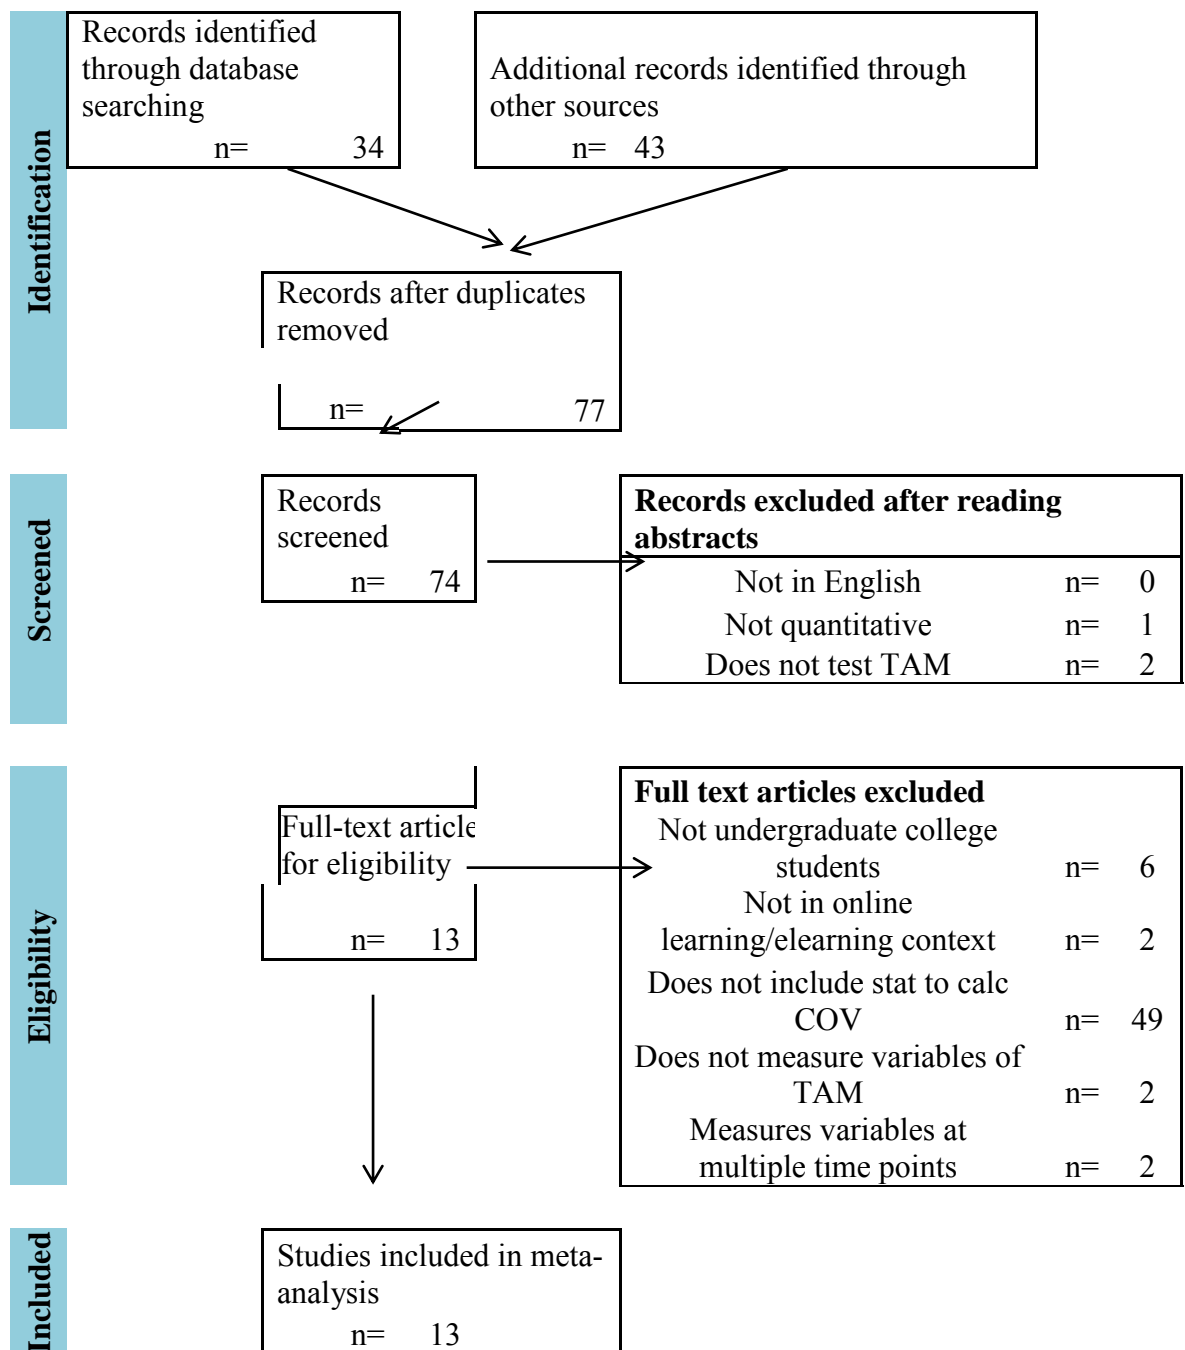 Identification
Records identified
through database
searching
n= 34
Additional records identified through
other sources
n= 43
Records after duplicates
removed
n= 77
Screened
Records
screened
n= 74
Records excluded after reading
abstracts
Not in English n= 0
Not quantitative n= 1
Does not test TAM n= 2
Eligibility
Full-text article
for eligibility
n= 13
Full text articles excluded
Not undergraduate college
students n= 6
Not in online
learning/elearning context n= 2
Does not include stat to calc
COV n= 49
Does not measure variables of
TAM n= 2
Measures variables at
multiple time points n= 2
Included
Studies included in meta-
analysis
n= 13